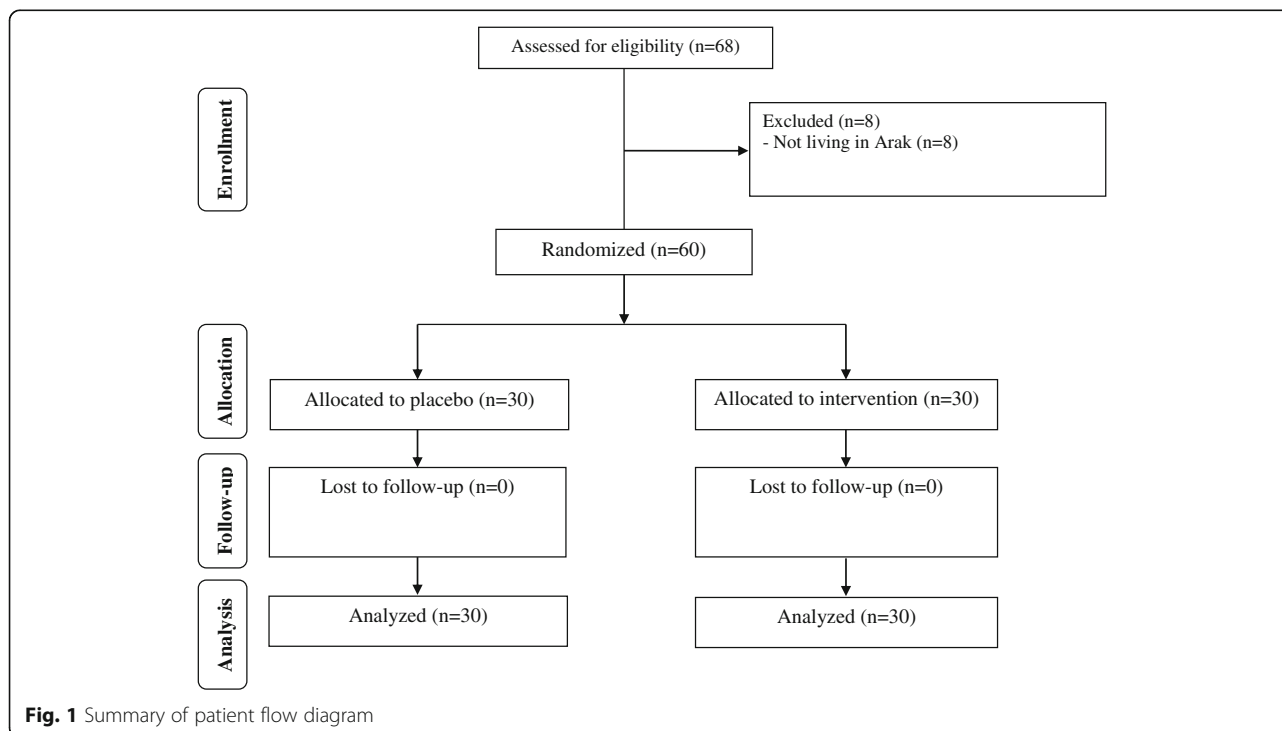 Assessed for eligibility (n=68)
Enrollment
Excluded (n=8)
- Not living in Arak (n=8)
Randomized (n=60)
Allocation
Allocated to placebo (n=30)
Allocated to intervention (n=30)
Follow-up
Lost to follow-up (n=0)
Lost to follow-up (n=0)
Analysis
Analyzed (n=30)
Analyzed (n=30)
Fig. 1 Summary of patient flow diagram